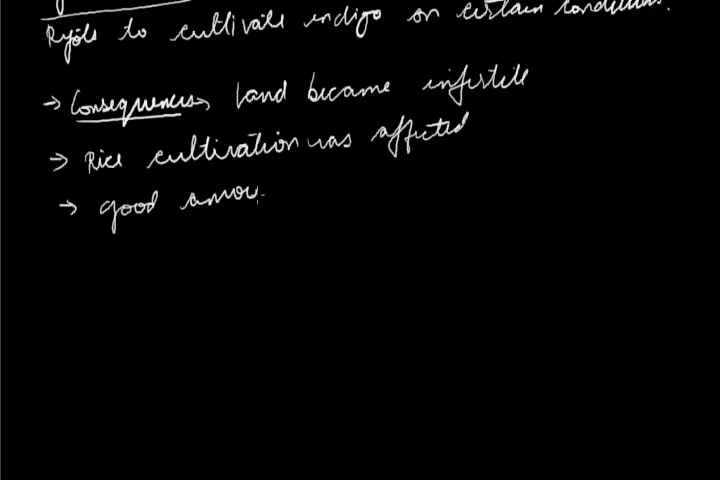 Ryots to cultivate indigo on certain conditions.
→ Consequences → Land became infertile
→ Rice cultivation was affected
→ good amou